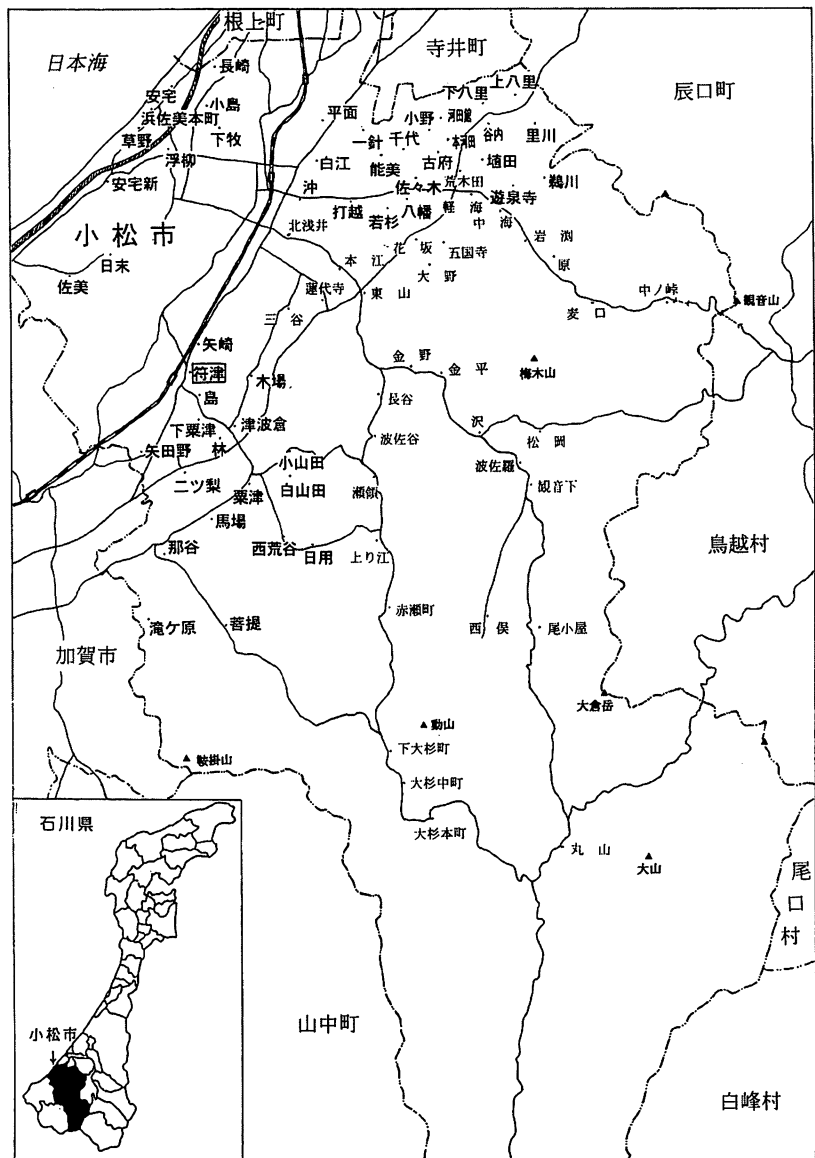 根上町
日本海
長崎
寺井町
上八里
下八里
辰口町
安宅
小島
浜佐美本町
平面
小野
河田館
草野
下牧
一針
千代
本河田
谷内
里川
浮柳
白江
能美
古府
埴田
安宅新
沖
佐々木
荒木田
遊泉寺
鵜川
打越
若杉
八幡
軽海
中海
小松市
北浅井
岩渕
日末
本江
花坂
五国寺
原
佐美
大野
蓮代寺
東山
中ノ峠
観音山
三谷
麦口
矢崎
金野
金平
梅木山
符津
木場
島
長谷
下粟津
津波倉
沢
松岡
矢田野
林
波佐谷
小山田
波佐羅
二ツ梨
粟津
白山田
瀬領
観音下
馬場
那谷
西荒谷
日用
上り江
鳥越村
赤瀬町
滝ケ原
菩提
西俣
尾小屋
加賀市
大倉岳
動山
下大杉町
鞍掛山
大杉中町
石川県
大杉本町
丸山
大山
尾口村
小松市
山中町
白峰村